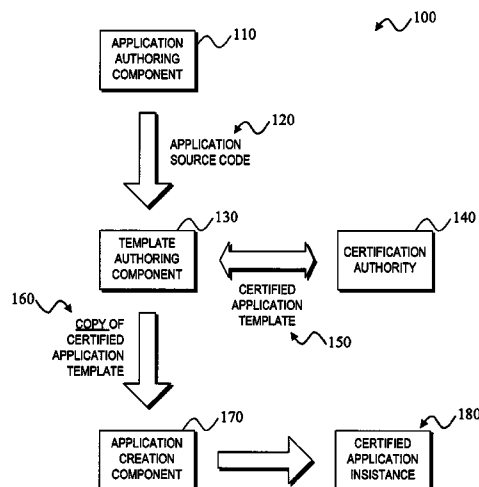 100
APPLICATION
AUTHORING
COMPONENT
110
120
APPLICATION
SOURCE CODE
130
TEMPLATE
AUTHORING
COMPONENT
140
CERTIFICATION
AUTHORITY
CERTIFIED
APPLICATION
TEMPLATE
150
160
COPY OF
CERTIFIED
APPLICATION
TEMPLATE
170
APPLICATION
CREATION
COMPONENT
180
CERTIFIED
APPLICATION
INSISTANCE